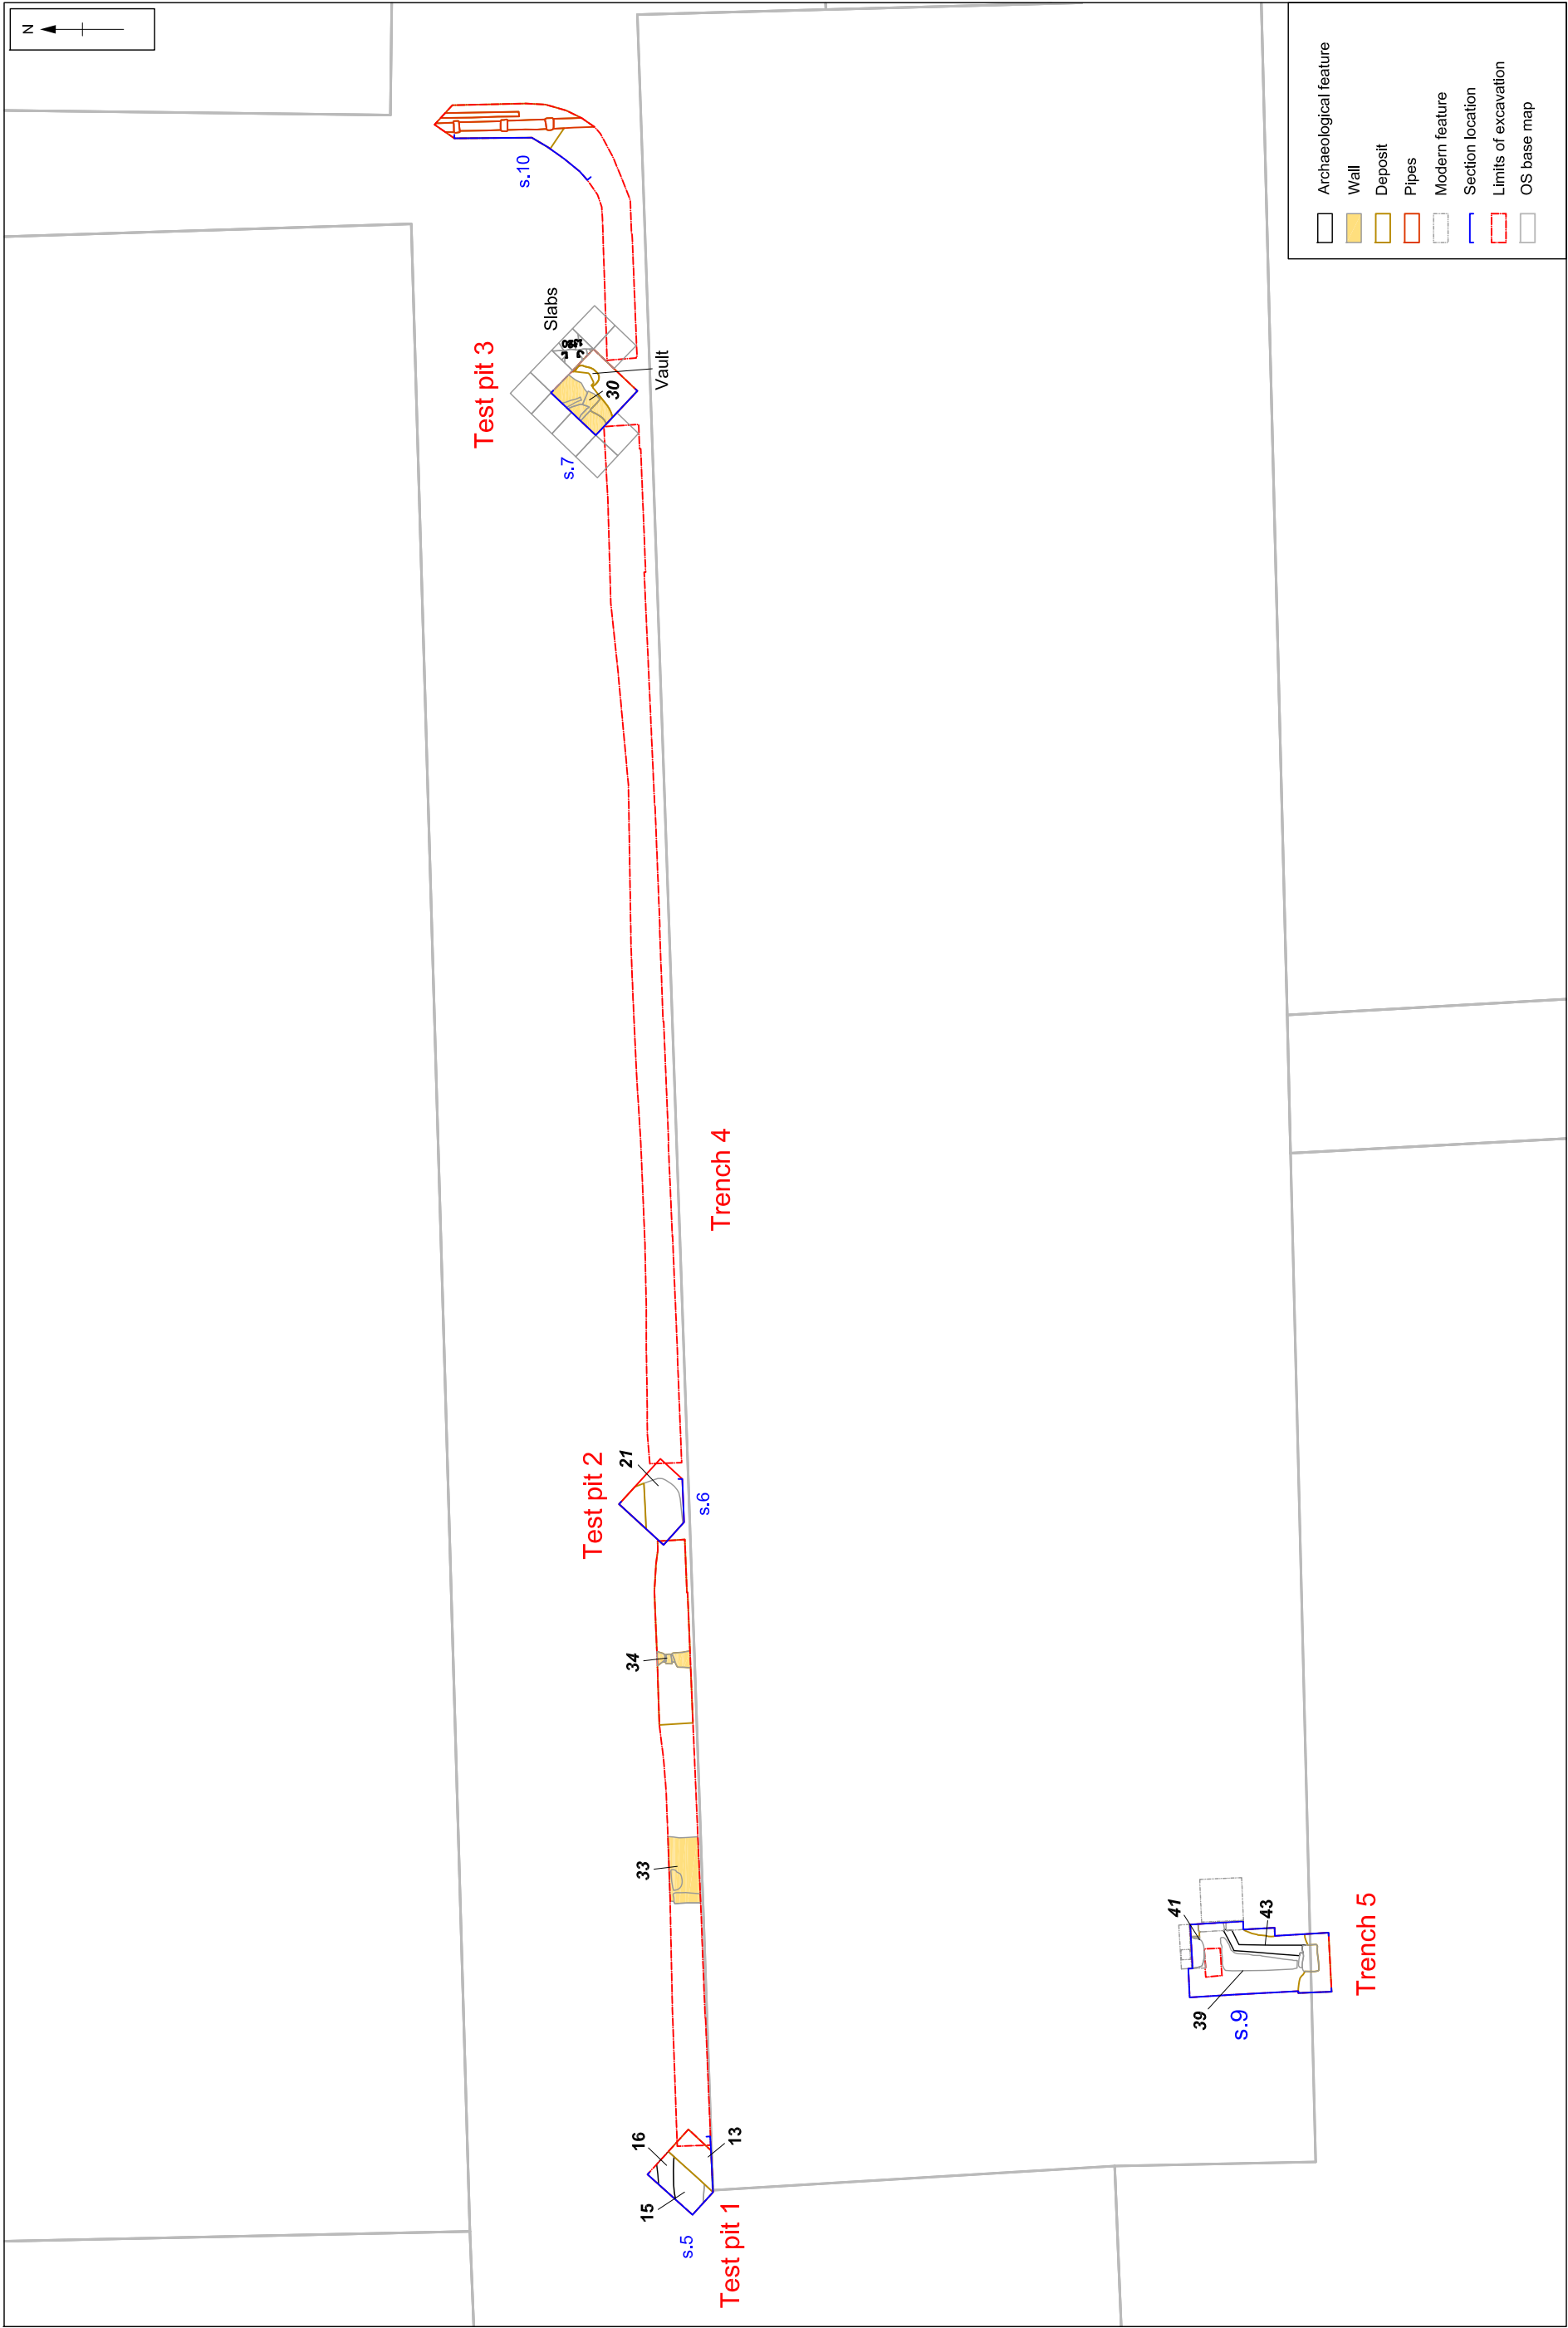 N
Test pit 3
s.10
Slabs
s.7
30
Vault
Test pit 2
21
s.6
34
33
16
15
13
s.5
Test pit 1
Trench 4
41
39
s.9
43
Trench 5
Archaeological feature
Wall
Deposit
Pipes
Modern feature
Section location
Limits of excavation
OS base map